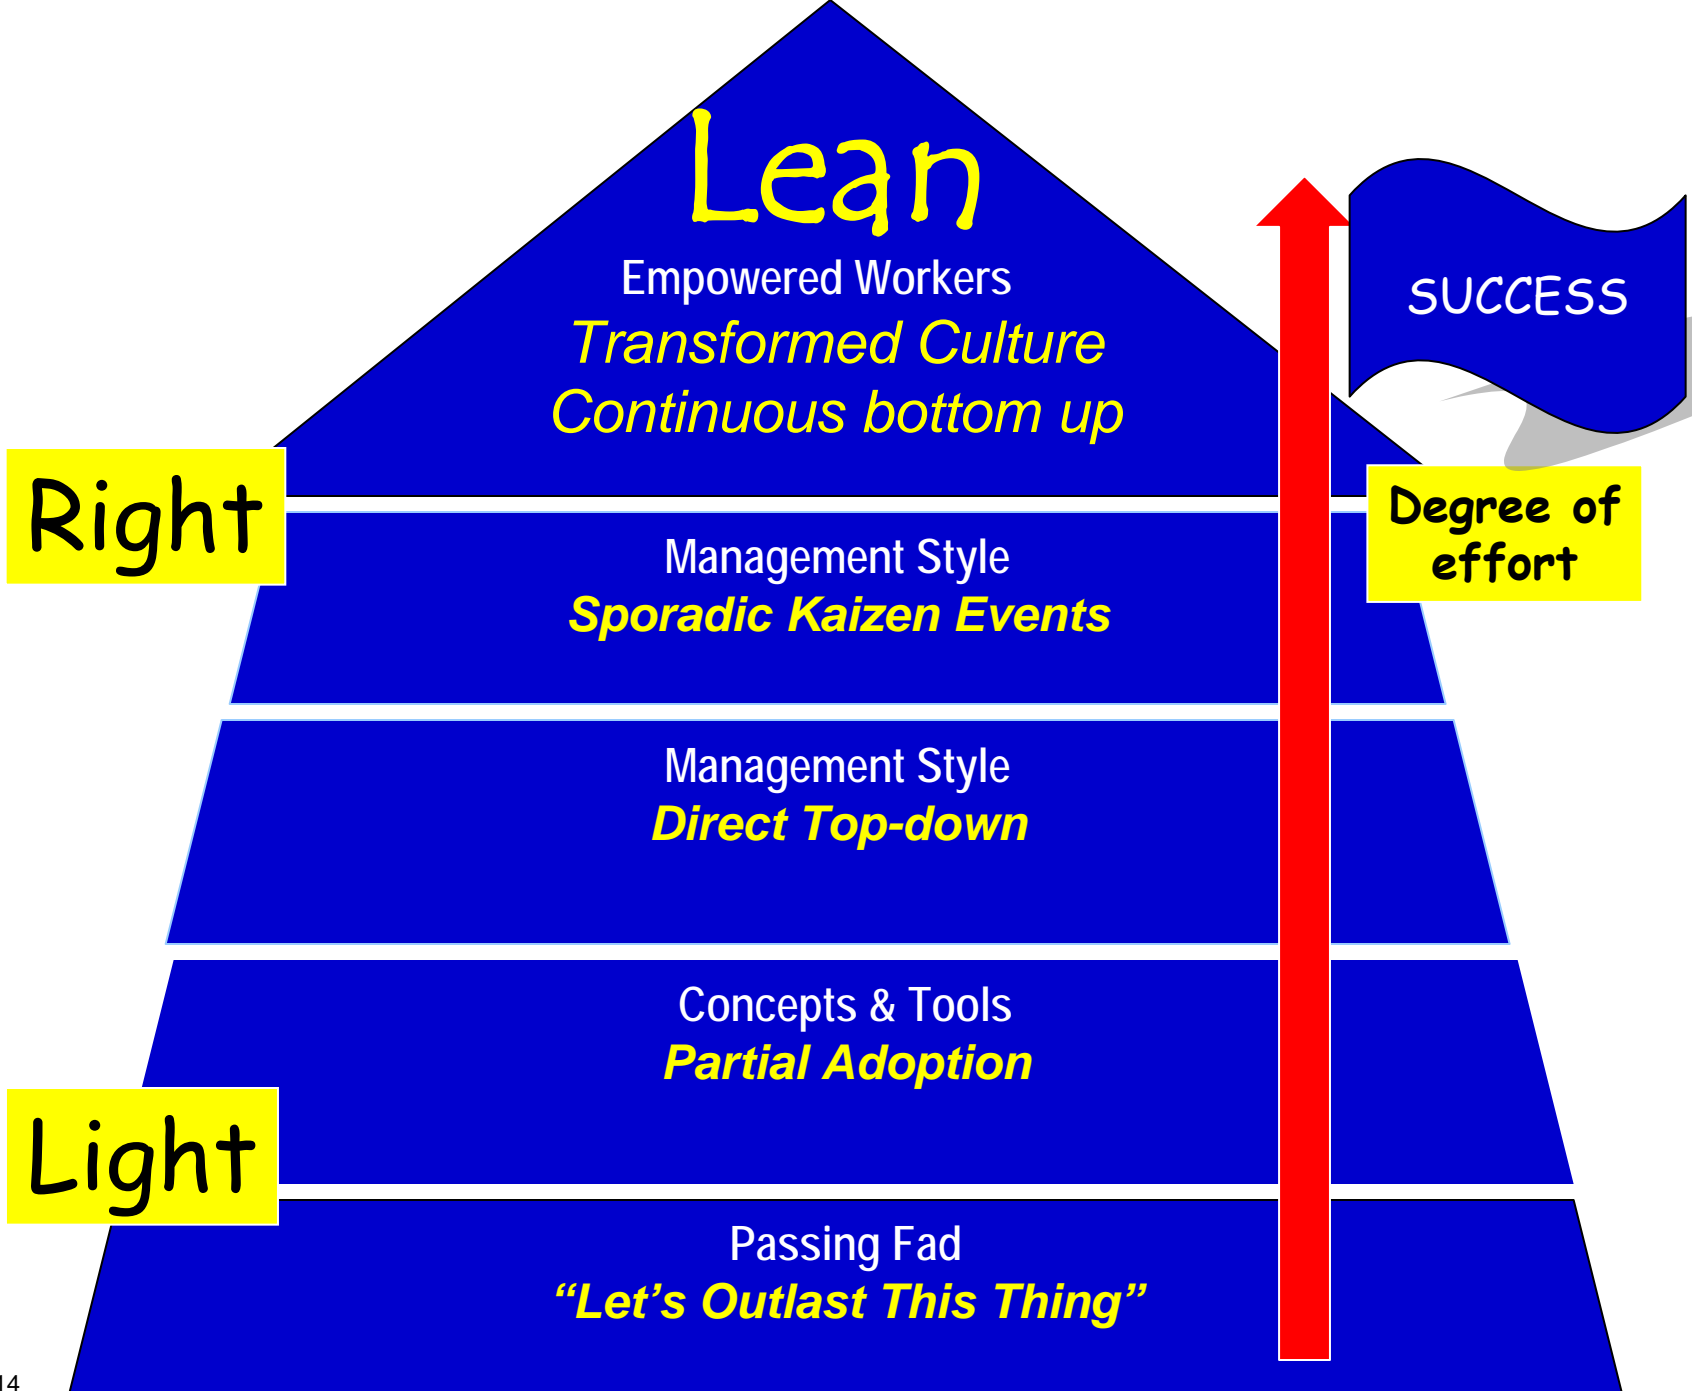 Lean
Empowered Workers
Transformed Culture
Continuous bottom up
SUCCESS
Right
Degree of
effort
Management Style
Sporadic Kaizen Events
Management Style
Direct Top-down
Concepts & Tools
Partial Adoption
Light
Passing Fad
“Let’s Outlast This Thing”
14